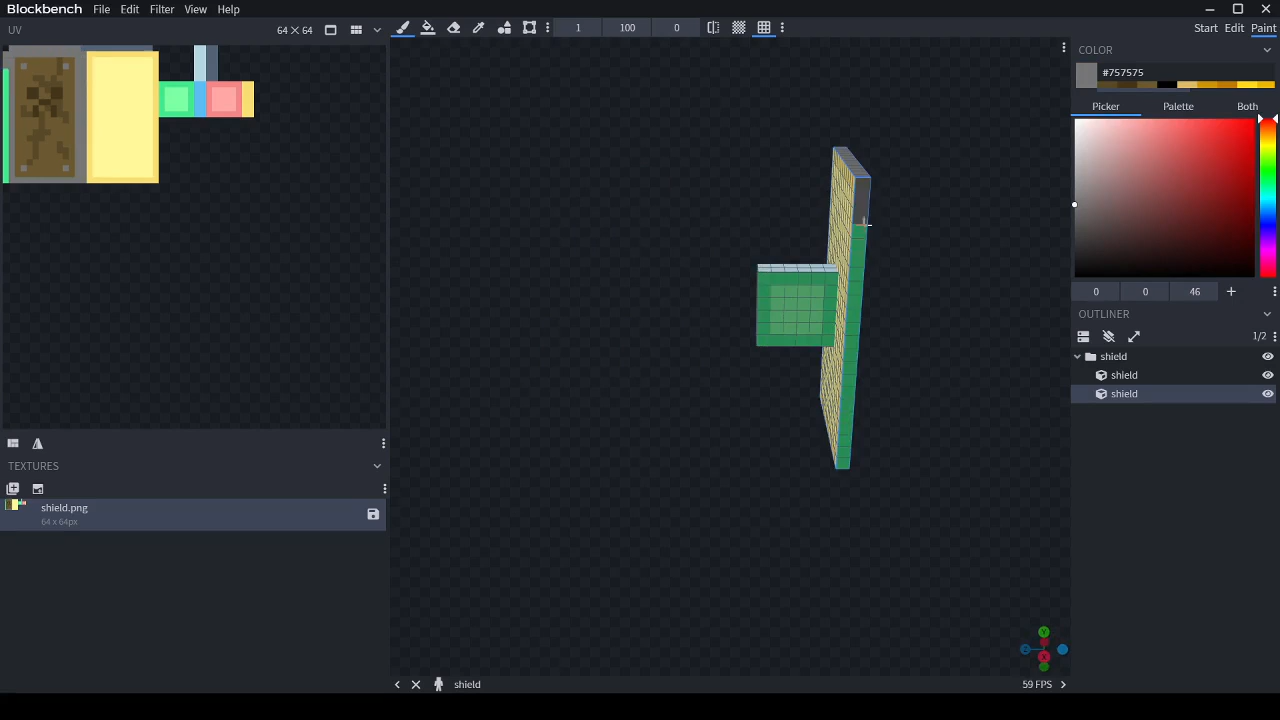 Blockbench File Edit Filter View Help
UV 64 × 64 1 100 0 Start Edit Paint
COLOR
#757575
Picker Palette Both
0 0 46
OUTLINER
1/2
shield
shield
shield
TEXTURES
shield.png
64 x 64px
shield 59 FPS